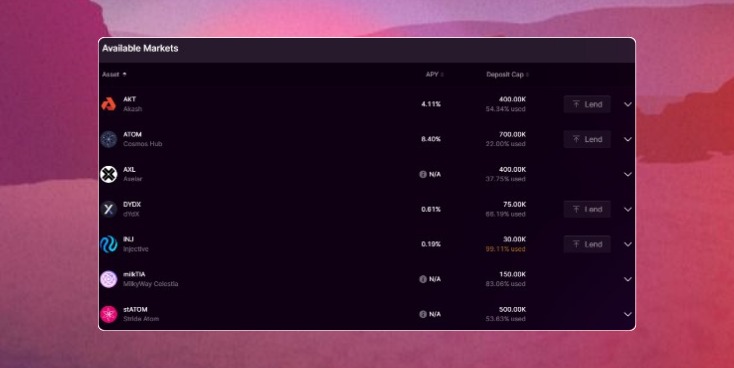 Available Markets
Asset APY Deposit Cap
AKT 4.11% 400.00K Lend
Akash 54.34% used
ATOM 8.40% 700.00K Lend
Cosmos Hub 22.00% used
AXL N/A 400.00K
Axelar 37.75% used
DYDX 0.61% 75.00K Lend
dYdX 68.19% used
INJ 0.19% 30.00K Lend
Injective 99.11% used
milkTIA N/A 150.00K
MilkyWay Celestia 83.06% used
stATOM N/A 500.00K
Stride Atom 53.63% used